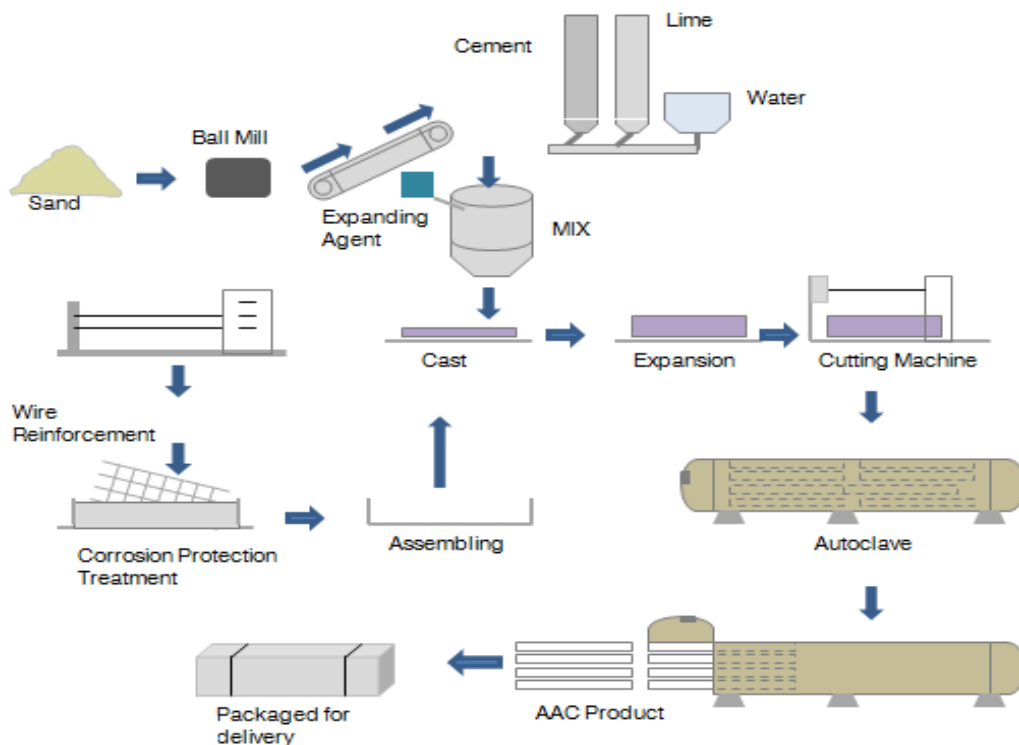 Cement
Lime
Water
Ball Mill
Sand
Expanding
Agent
MIX
Cast
Expansion
Cutting Machine
Wire
Reinforcement
Corrosion Protection
Treatment
Assembling
Autoclave
Packaged for
delivery
AAC Product